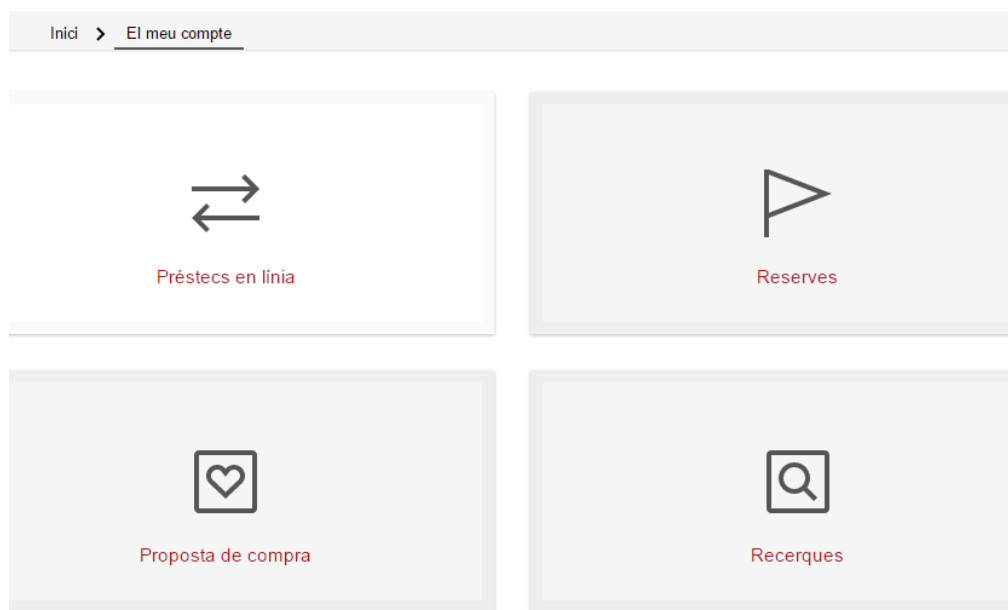 Inici El meu compte
Préstecs en línia
Reserves
Proposta de compra
Recerques